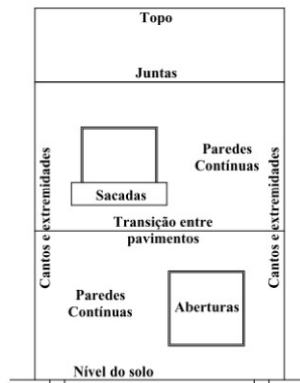 Topo
Juntas
Cantos e extremidades
Paredes
Contínuas
Cantos e extremidades
Sacadas
Transição entre
pavimentos
Paredes
Contínuas
Aberturas
Nível do solo